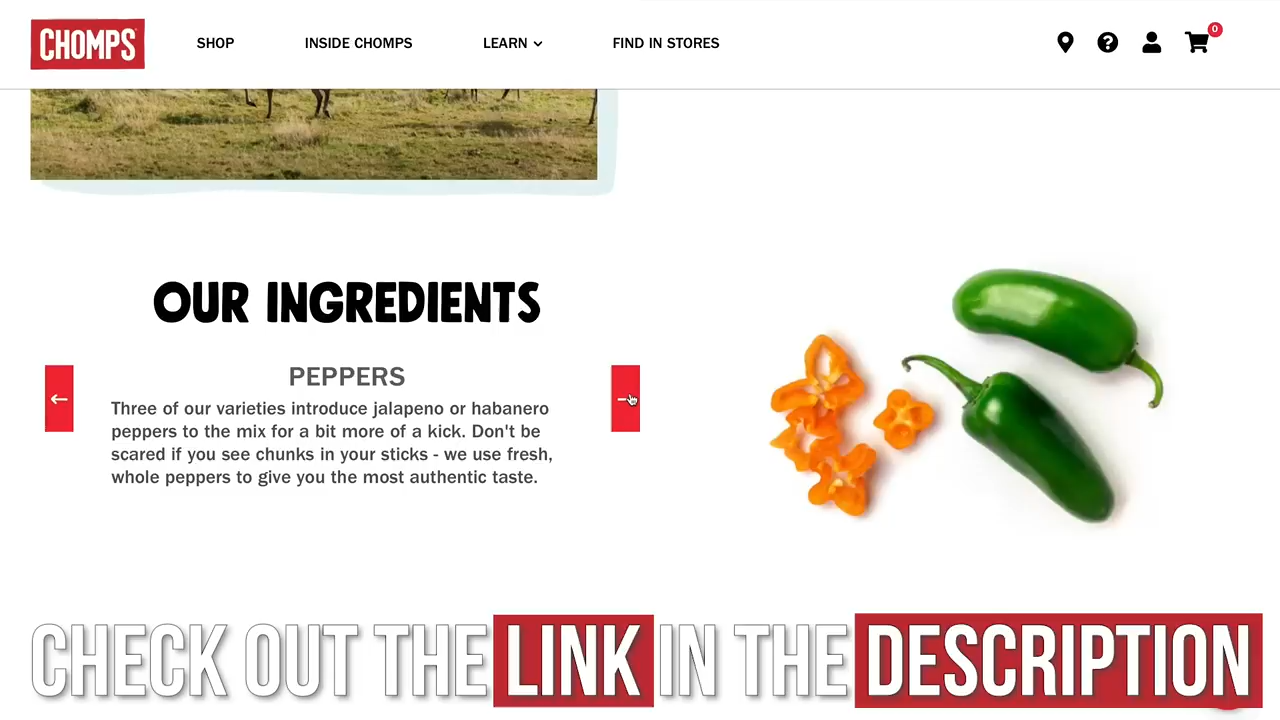 CHOMPS
SHOP
INSIDE CHOMPS
LEARN
FIND IN STORES
0
OUR INGREDIENTS
PEPPERS
Three of our varieties introduce jalapeno or habanero
peppers to the mix for a bit more of a kick. Don't be
scared if you see chunks in your sticks - we use fresh,
whole peppers to give you the most authentic taste.
CHECK OUT THE LINK IN THE DESCRIPTION